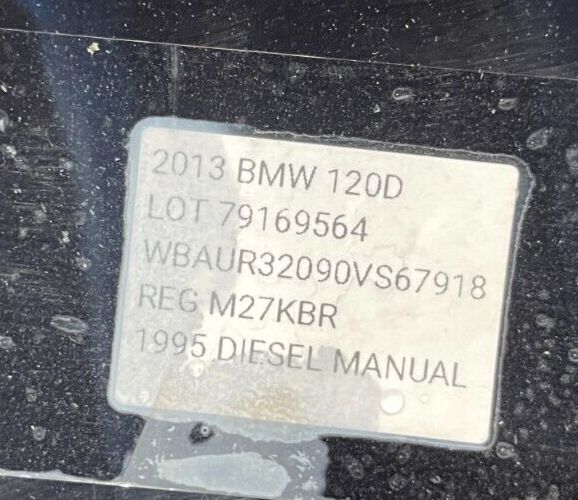 2013 BMW 120D
LOT 79169564
WBAUR32090VS67918
REG M27KBR
1995 DIESEL MANUAL